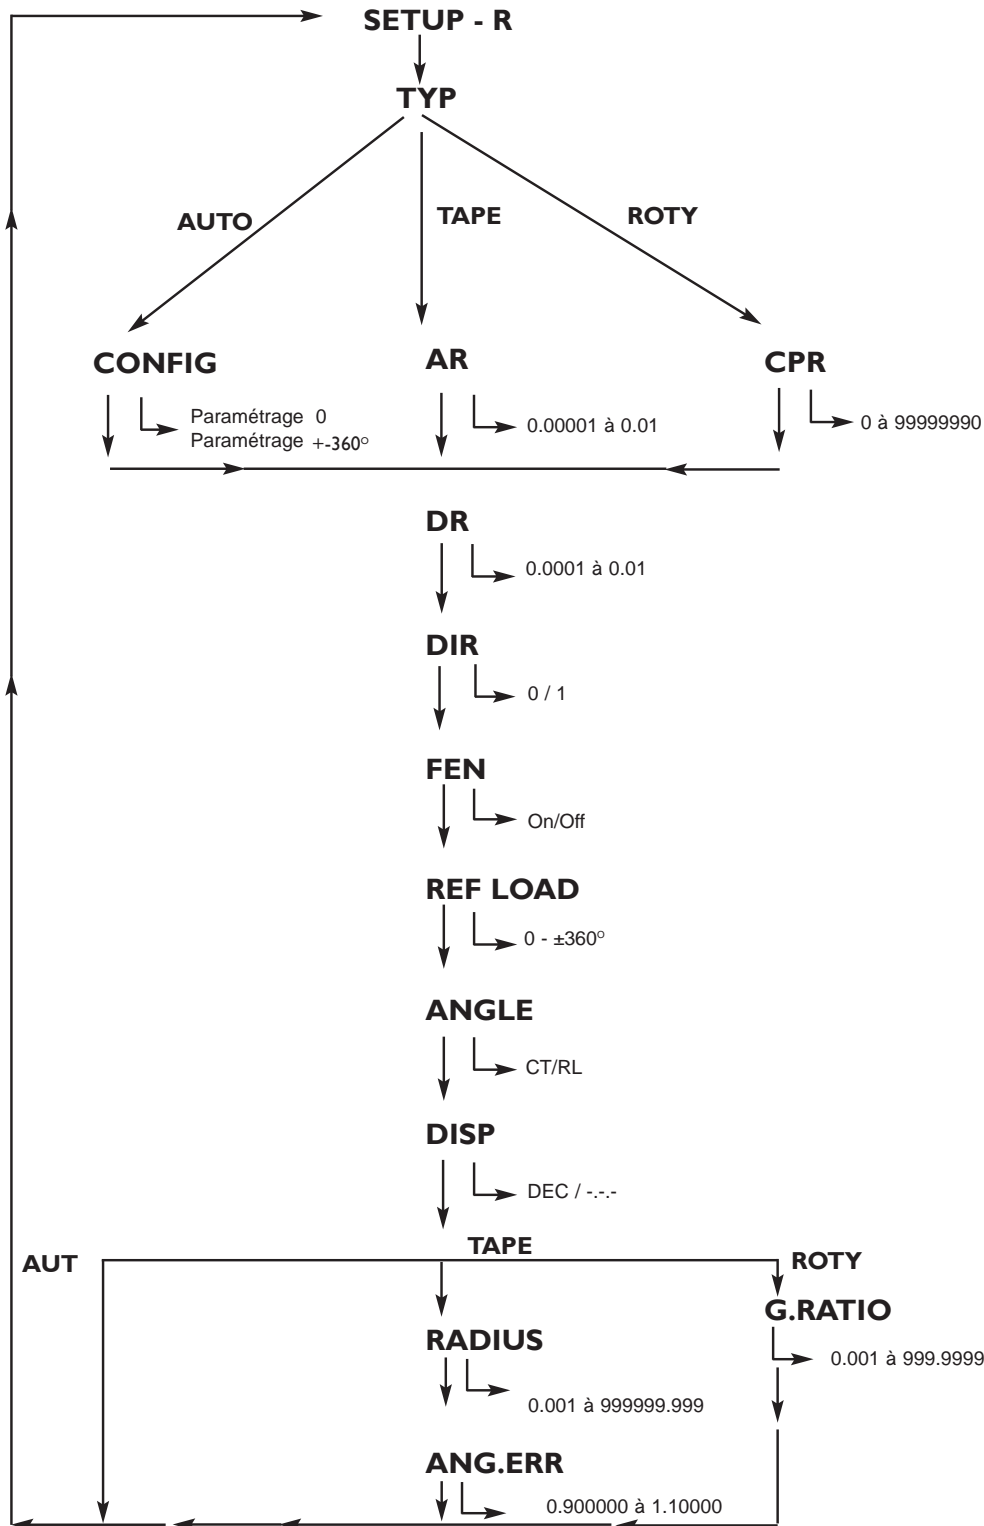 SETUP - R
TYP
AUTO
TAPE
ROTY
CONFIG
AR
CPR
Paramétrage 0
Paramétrage +-360°
0.00001 à 0.01
0 à 99999990
DR
0.0001 à 0.01
DIR
0 / 1
FEN
On/Off
REF LOAD
0 - ±360°
ANGLE
CT/RL
DISP
DEC / -.-.-
AUT
TAPE
ROTY
G.RATIO
RADIUS
0.001 à 999.9999
0.001 à 999999.999
ANG.ERR
0.900000 à 1.10000